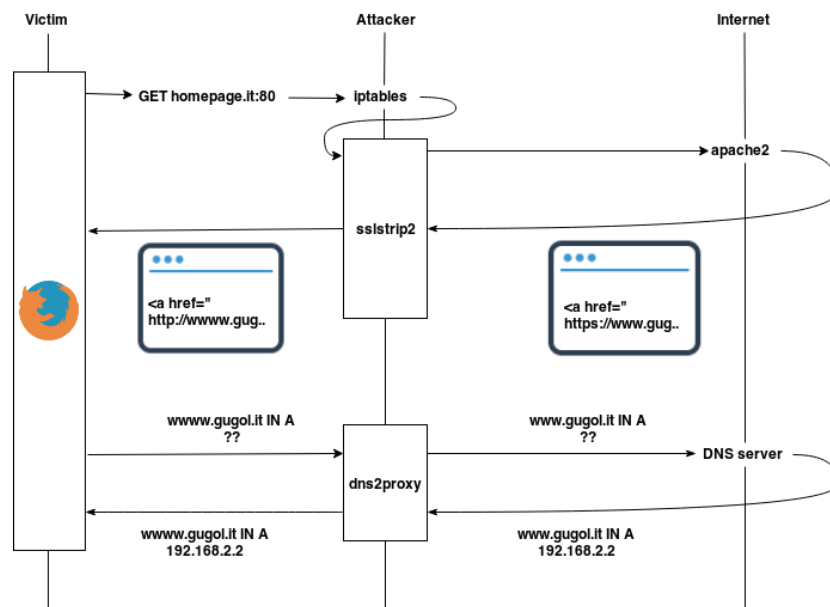 Victim
Attacker
Internet
GET homepage.it:80
iptables
apache2
sslstrip2
<a href="
http://wwww.gug..
<a href="
https://www.gug..
wwww.gugol.it IN A
??
www.gugol.it IN A
??
DNS server
dns2proxy
wwww.gugol.it IN A
192.168.2.2
www.gugol.it IN A
192.168.2.2